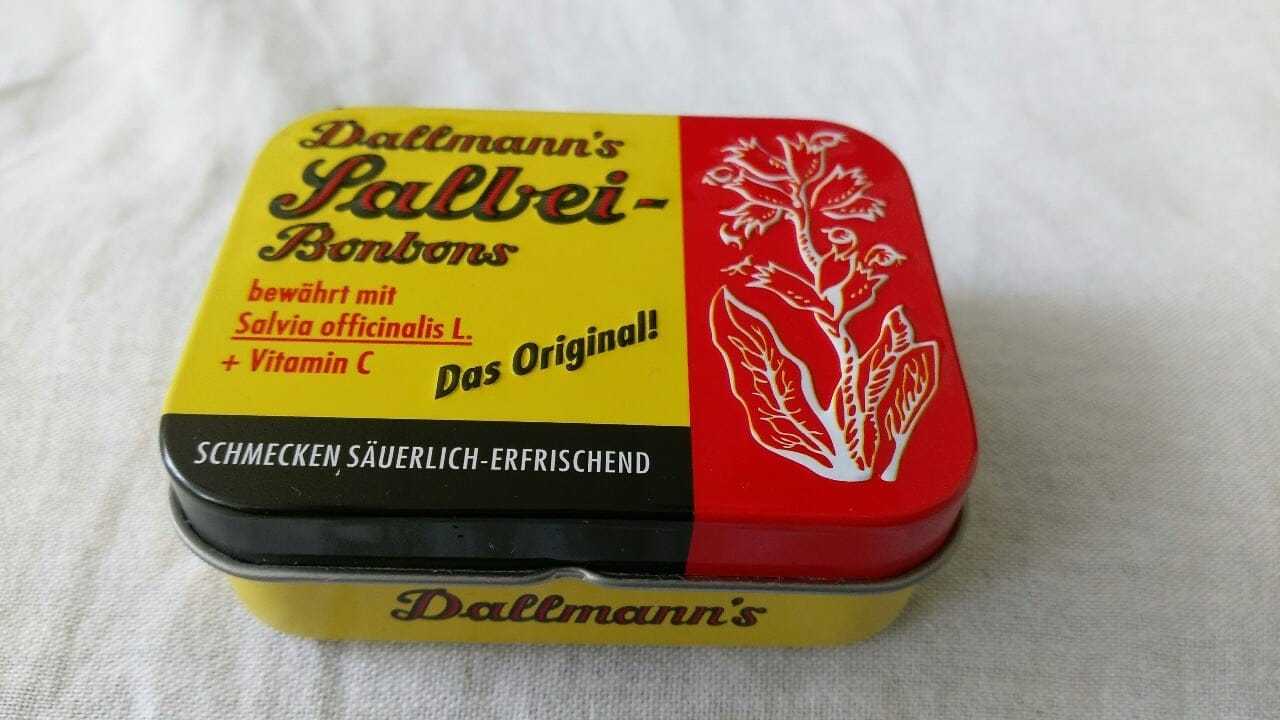 Dallmann's
Salbei-
Bonbons
bewährt mit
Salvia officinalis L.
+ Vitamin C
Das Original!
SCHMECKEN SÄUERLICH-ERFRISCHEND
Dallmann's